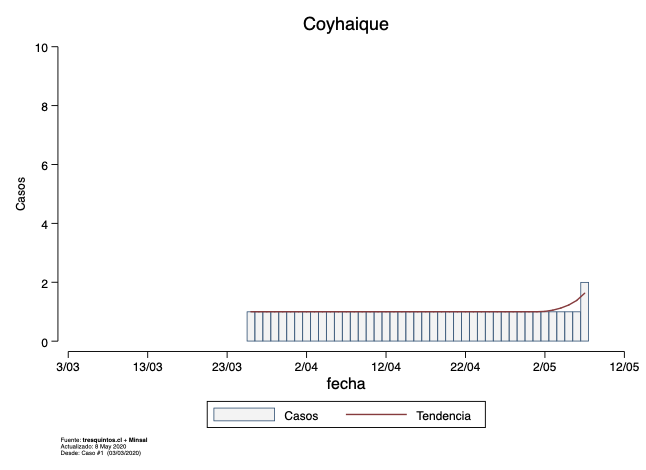 Coyhaique
10
8
6
4
2
0
Casos
3/03 13/03 23/03 2/04 12/04 22/04 2/05 12/05
fecha
Casos Tendencia
Fuente: tresquintos.cl + Minsal
Actualizado: 8 May 2020
Desde: Caso #1 (03/03/2020)